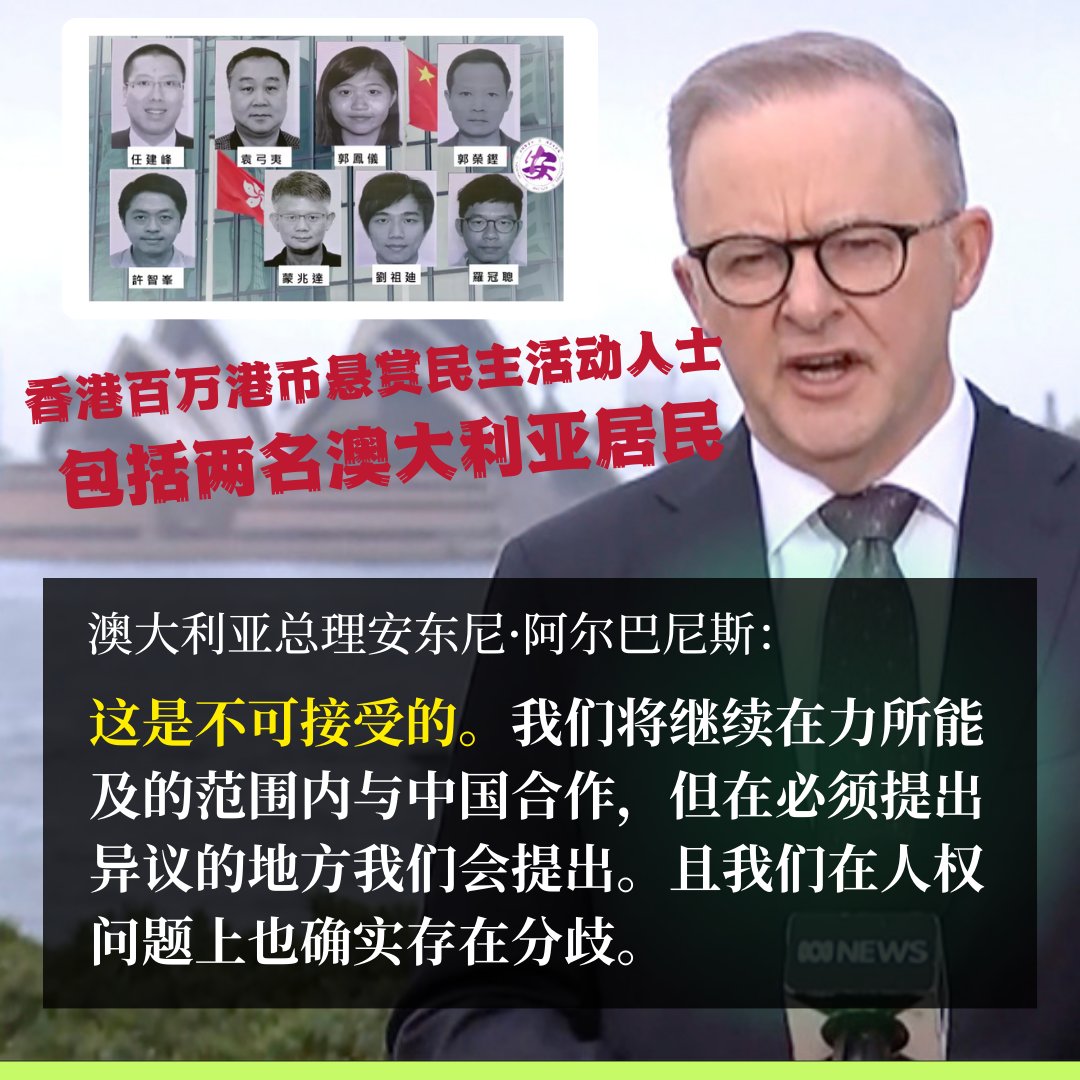 任建峰
袁弓夷
郭鳳儀
郭榮鏗
安
許智峯
蒙兆達
劉祖廸
羅冠聰
香港百万港币悬赏民主活动人士
包括两名澳大利亚居民
澳大利亚总理安东尼·阿尔巴尼斯：
这是不可接受的。我们将继续在力所能
及的范围内与中国合作，但在必须提出
异议的地方我们会提出。且我们在人权
问题上也确实存在分歧。
NEWS